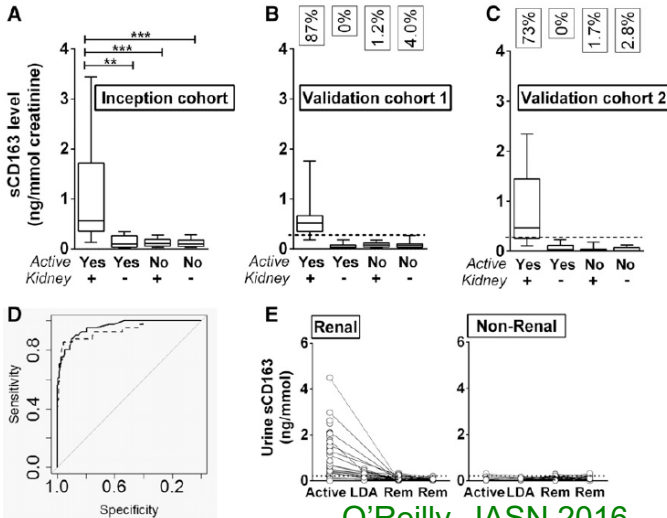 A
B
C
87%
0%
1.2%
4.0%
73%
0%
1.7%
2.8%
***
***
**
Inception cohort
Validation cohort 1
Validation cohort 2
sCD163 level
(ng/mmol creatinine)
4
3
2
1
0
4
3
2
1
0
4
3
2
1
0
Active Yes Yes No No
Kidney + - + -
Active Yes Yes No No
Kidney + - + -
Active Yes Yes No No
Kidney + - + -
D
E
Renal
Non-Renal
Sensitivity
0.8
0.4
0.0
1.0 0.6 0.2
Specificity
Urine sCD163
(ng/mmol)
6
4
2
0
6
4
2
0
Active LDA Rem Rem
Active LDA Rem Rem
O'Reilly, JASN 2016